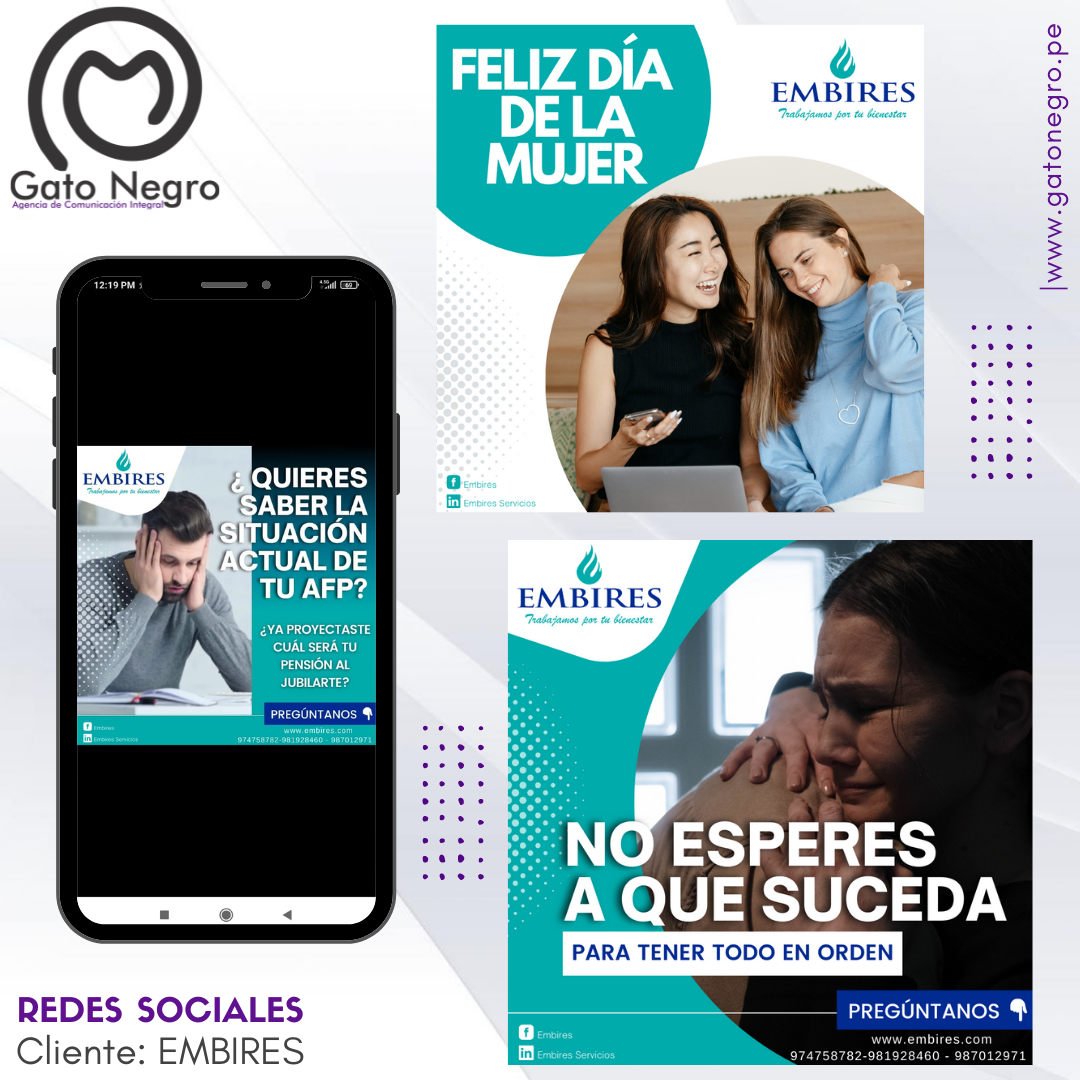 Gato Negro
Agencia de Comunicación Integral
|www.gatonegro.pe
FELIZ DÍA
DE LA
MUJER
EMBIRES
Trabajamos por tu bienestar
Embires
Embires Servicios
12:19 PM
69
EMBIRES
Trabajamos por tu bienestar
¿ QUIERES
SABER LA
SITUACIÓN
ACTUAL DE
TU AFP?
¿YA PROYECTASTE
CUÁL SERÁ TU
PENSIÓN AL
JUBILARTE?
PREGÚNTANOS
www.embires.com
974758782-981928460 - 987012971
Embires
Embires Servicios
EMBIRES
Trabajamos por tu bienestar
NO ESPERES
A QUE SUCEDA
PARA TENER TODO EN ORDEN
PREGÚNTANOS
www.embires.com
974758782-981928460 - 987012971
Embires
Embires Servicios
REDES SOCIALES
Cliente: EMBIRES